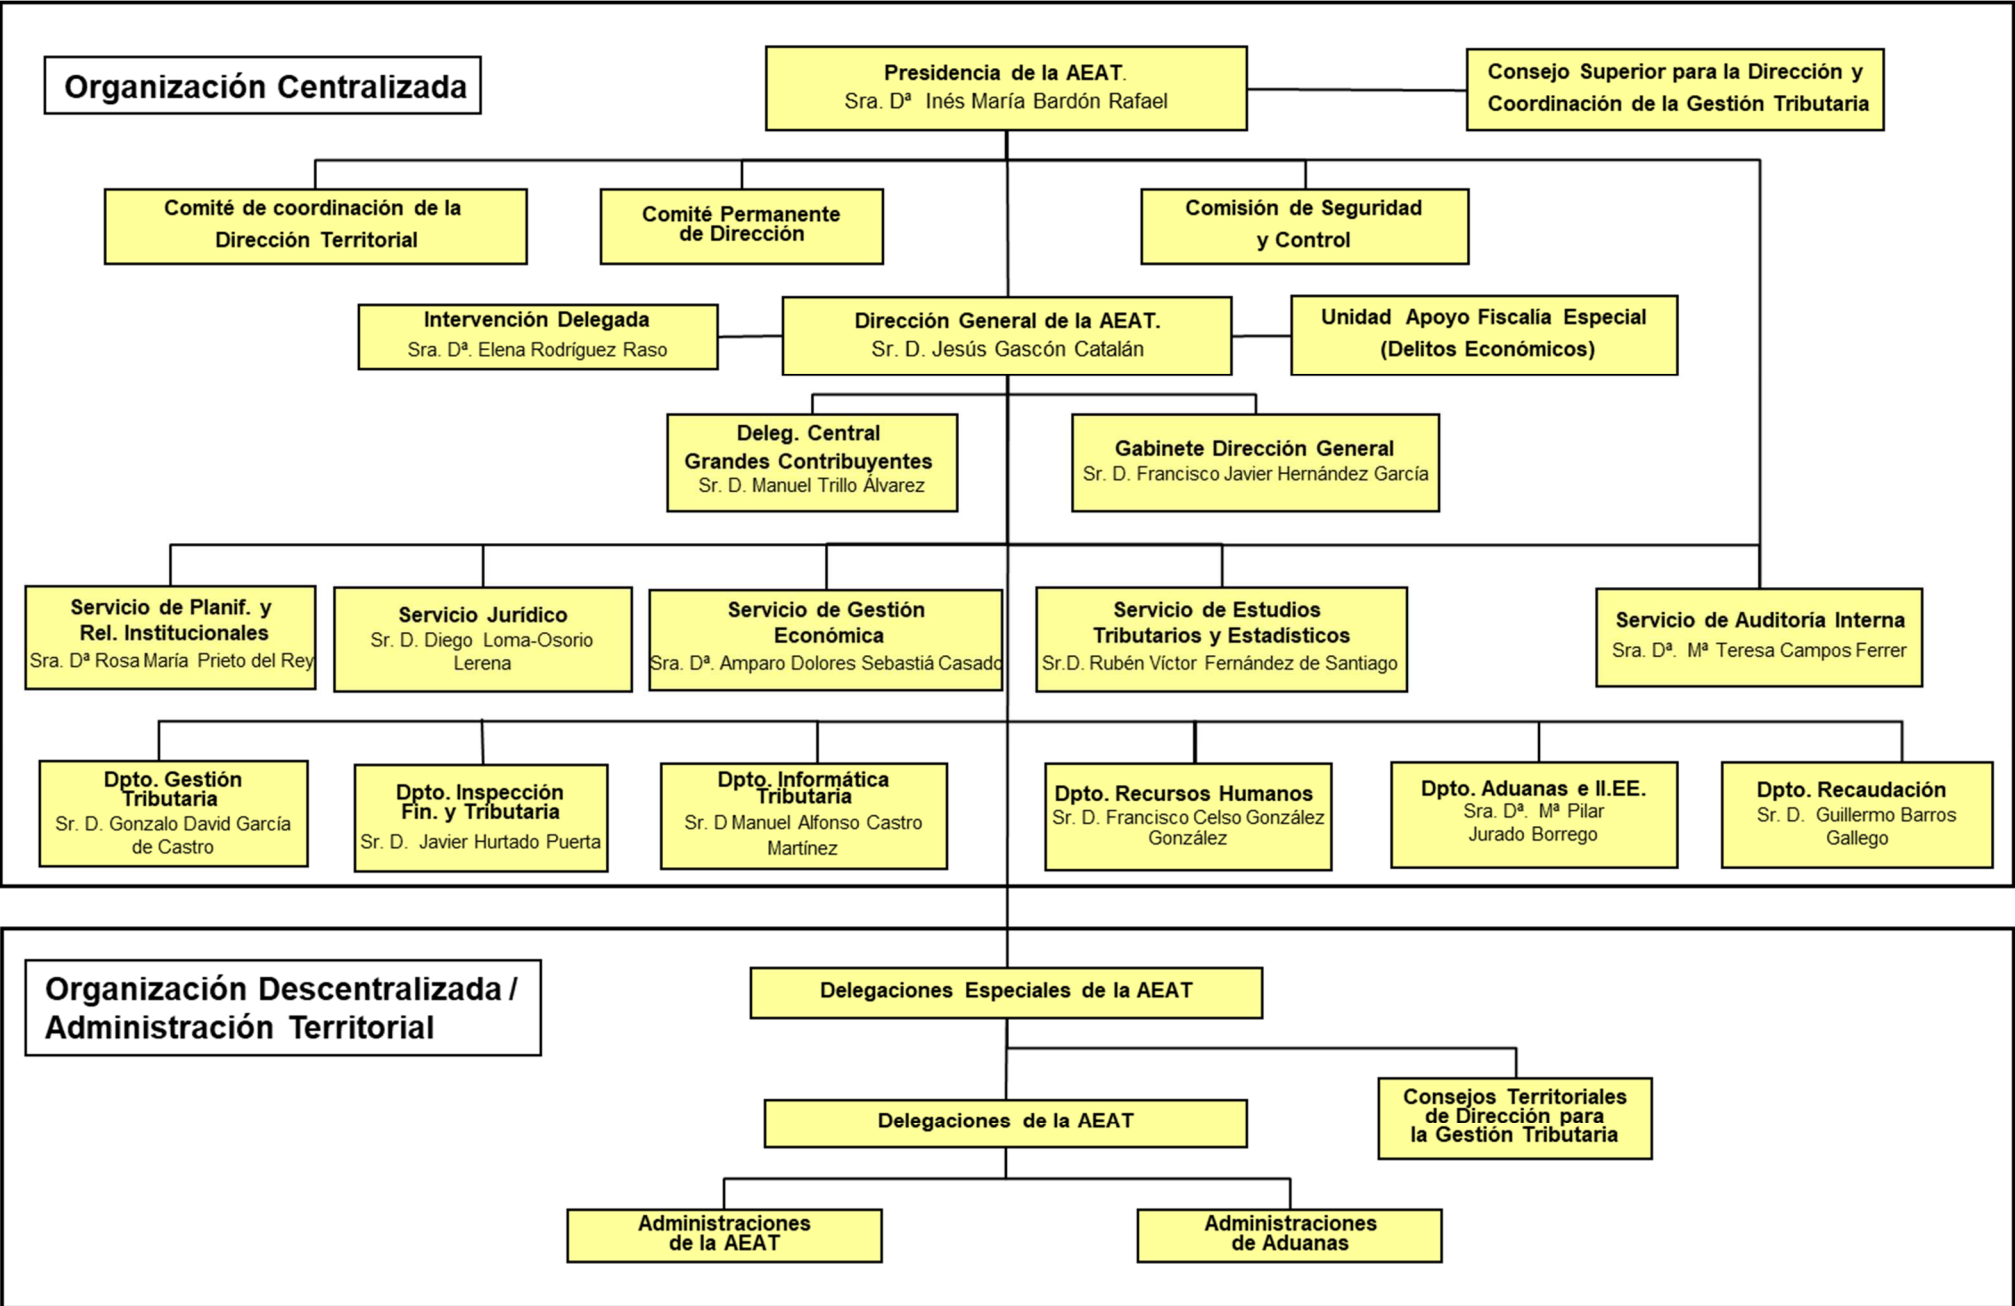 Organización Centralizada
Presidencia de la AEAT.
Sra. Dª Inés María Bardón Rafael
Consejo Superior para la Dirección y
Coordinación de la Gestión Tributaria
Comité de coordinación de la
Dirección Territorial
Comité Permanente
de Dirección
Comisión de Seguridad
y Control
Intervención Delegada
Sra. Dª. Elena Rodríguez Raso
Dirección General de la AEAT.
Sr. D. Jesús Gascón Catalán
Unidad Apoyo Fiscalía Especial
(Delitos Económicos)
Deleg. Central
Grandes Contribuyentes
Sr. D. Manuel Trillo Álvarez
Gabinete Dirección General
Sr. D. Francisco Javier Hernández García
Servicio de Planif. y
Rel. Institucionales
Sra. Dª Rosa María Prieto del Rey
Servicio Jurídico
Sr. D. Diego Loma-Osorio
Lerena
Servicio de Gestión
Económica
Sra. Dª. Amparo Dolores Sebastiá Casado
Servicio de Estudios
Tributarios y Estadísticos
Sr.D. Rubén Víctor Fernández de Santiago
Servicio de Auditoría Interna
Sra. Dª. Mª Teresa Campos Ferrer
Dpto. Gestión
Tributaria
Sr. D. Gonzalo David García
de Castro
Dpto. Inspección
Fin. y Tributaria
Sr. D. Javier Hurtado Puerta
Dpto. Informática
Tributaria
Sr. D Manuel Alfonso Castro
Martínez
Dpto. Recursos Humanos
Sr. D. Francisco Celso González
González
Dpto. Aduanas e II.EE.
Sra. Dª. Mª Pilar
Jurado Borrego
Dpto. Recaudación
Sr. D. Guillermo Barros
Gallego
Organización Descentralizada /
Administración Territorial
Delegaciones Especiales de la AEAT
Consejos Territoriales
de Dirección para
la Gestión Tributaria
Delegaciones de la AEAT
Administraciones
de la AEAT
Administraciones
de Aduanas